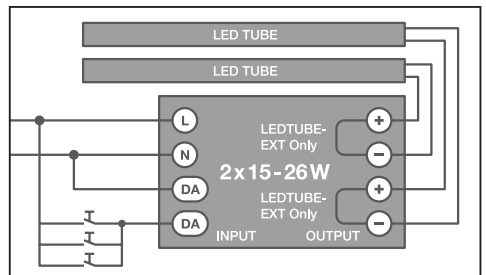 LED TUBE
LED TUBE
L
N
DA
DA
LEDTUBE-
EXT Only
2x15-26W
LEDTUBE-
EXT Only
INPUT
OUTPUT
+
−
+
−